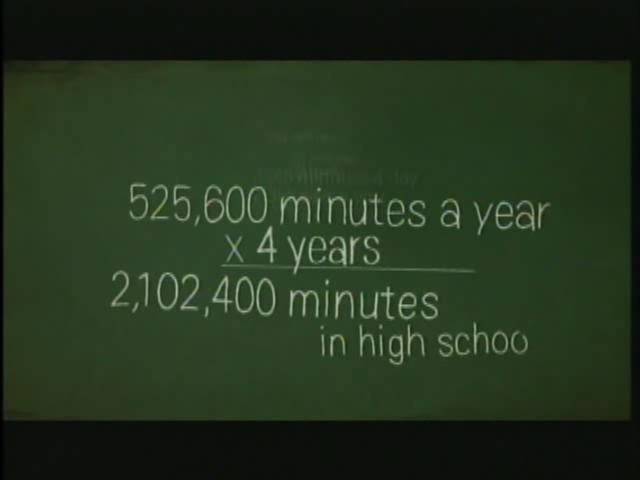 525,600 minutes a year
x 4 years
2,102,400 minutes
in high schoo